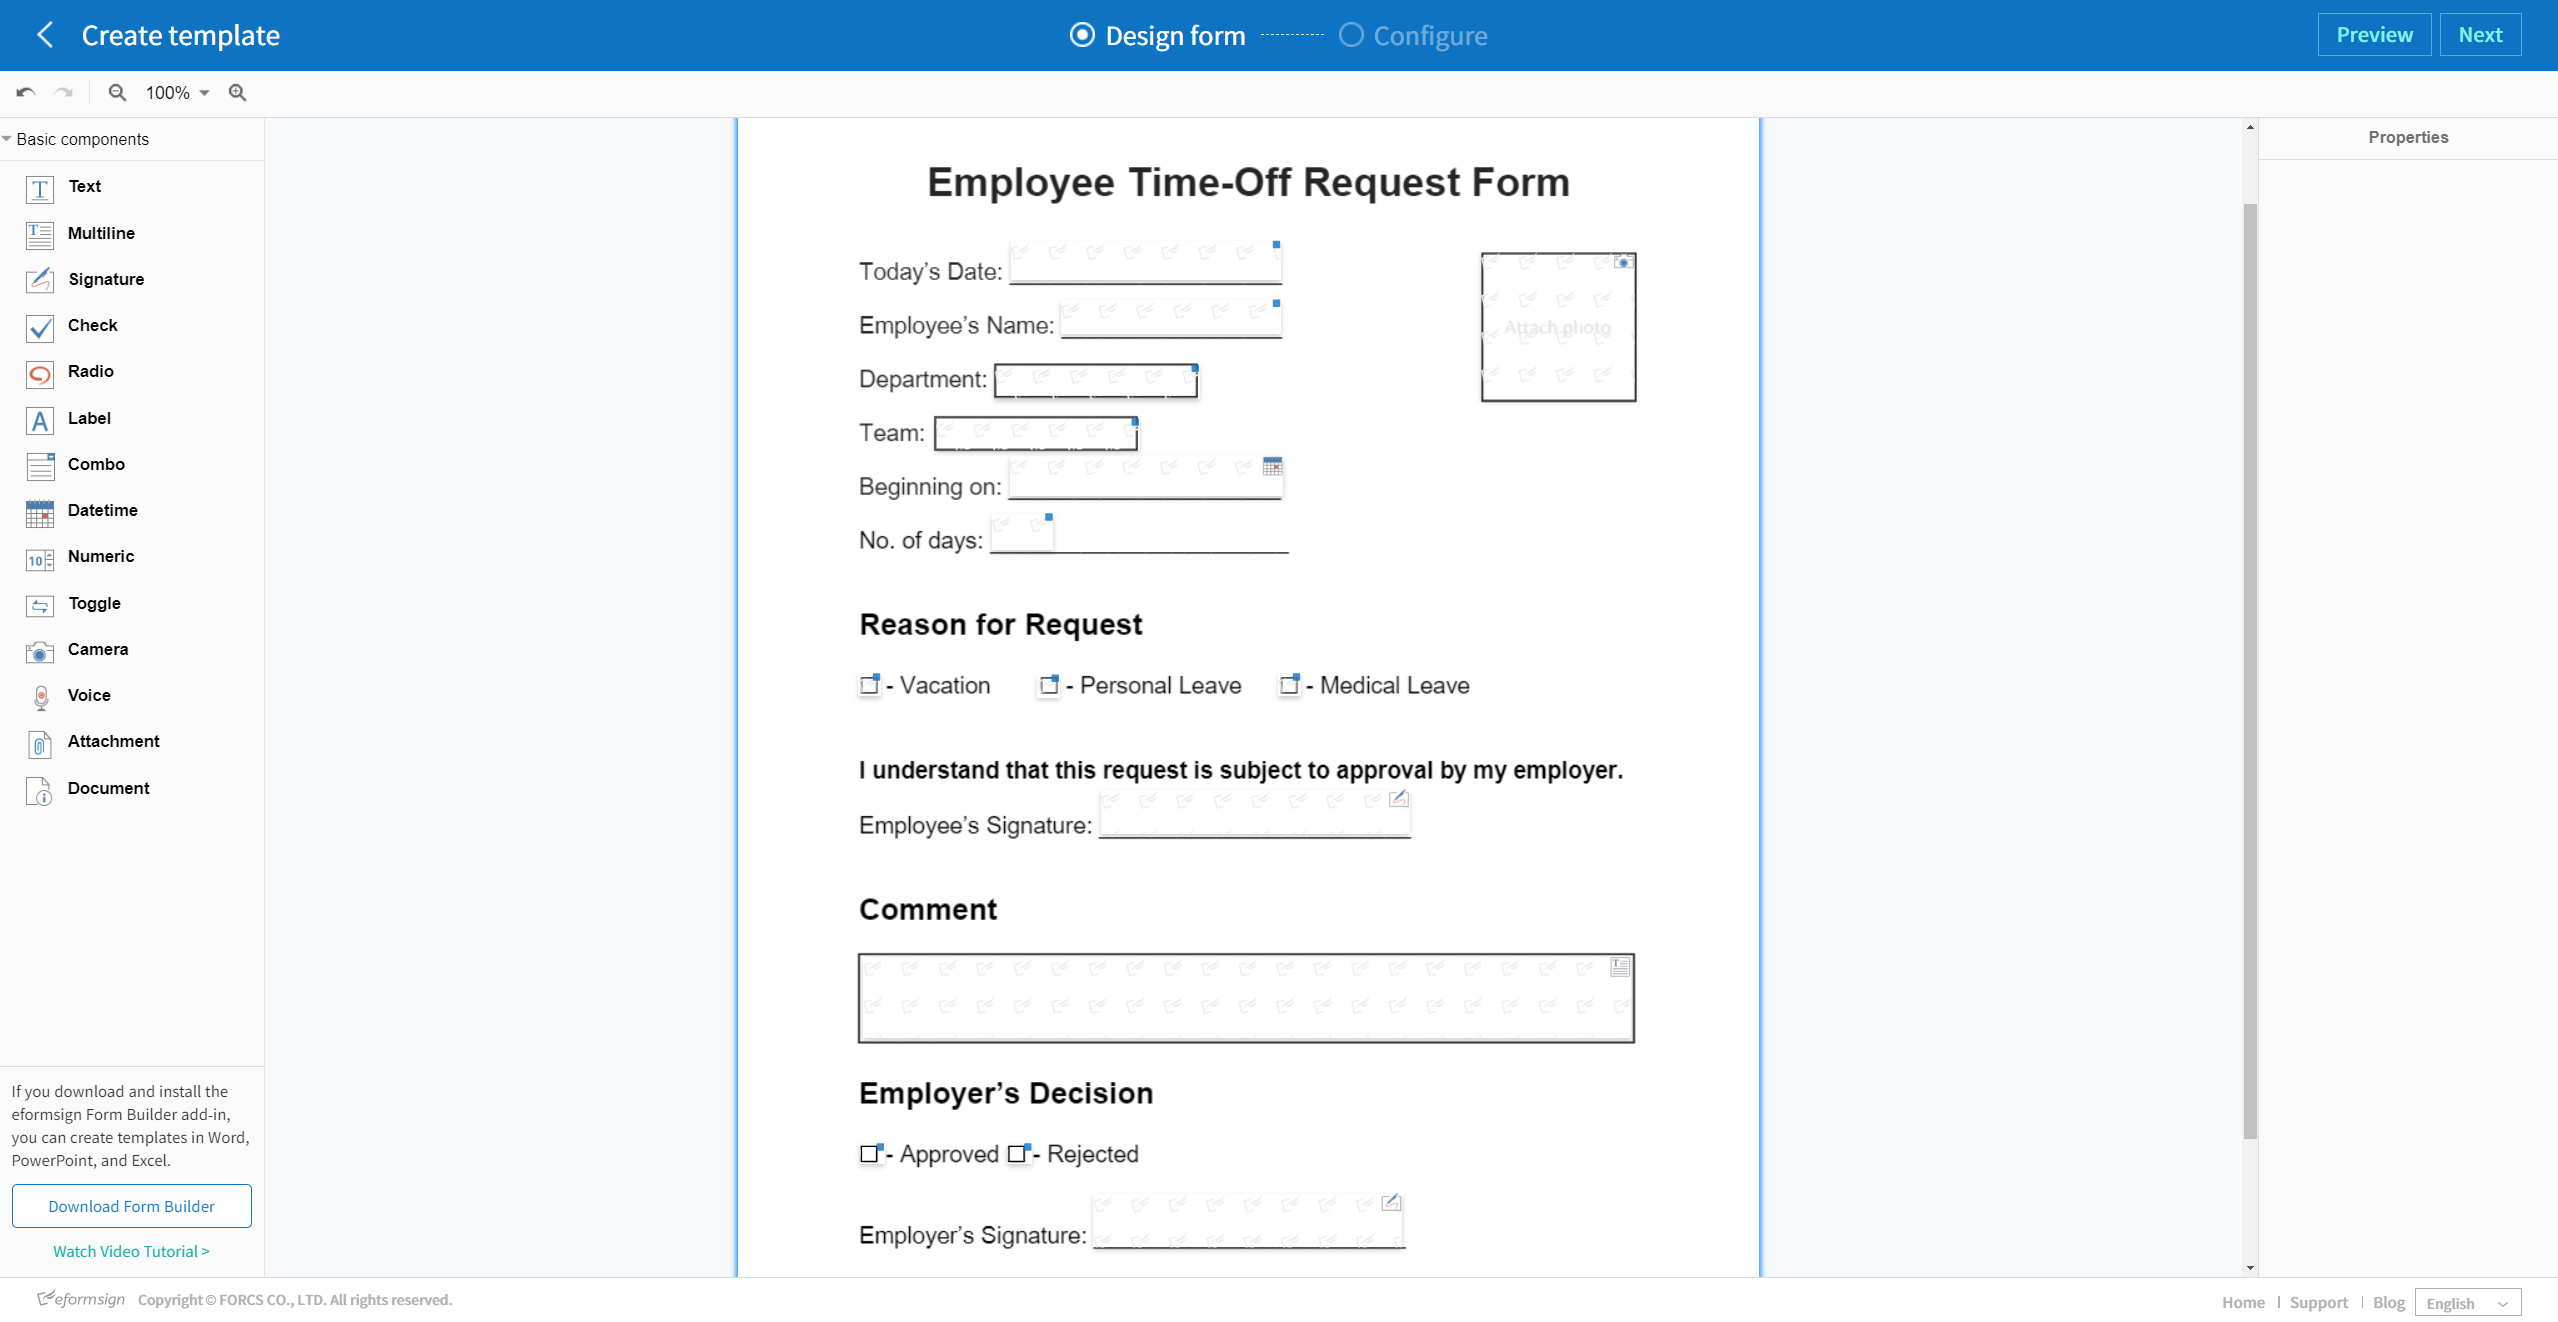 Create template
Design form
Configure
Preview
Next
100%
Basic components
Text
Multiline
Signature
Check
Radio
Label
Combo
Datetime
Numeric
Toggle
Camera
Voice
Attachment
Document
If you download and install the
eformsign Form Builder add-in,
you can create templates in Word,
PowerPoint, and Excel.
Download Form Builder
Watch Video Tutorial >
Employee Time-Off Request Form
Today’s Date:
Employee’s Name:
Attach photo
Department:
Team:
Beginning on:
No. of days:
Reason for Request
- Vacation - Personal Leave - Medical Leave
I understand that this request is subject to approval by my employer.
Employee’s Signature:
Comment
Employer’s Decision
- Approved - Rejected
Employer’s Signature:
Properties
eformsign Copyright © FORCS CO., LTD. All rights reserved.
Home | Support | Blog English